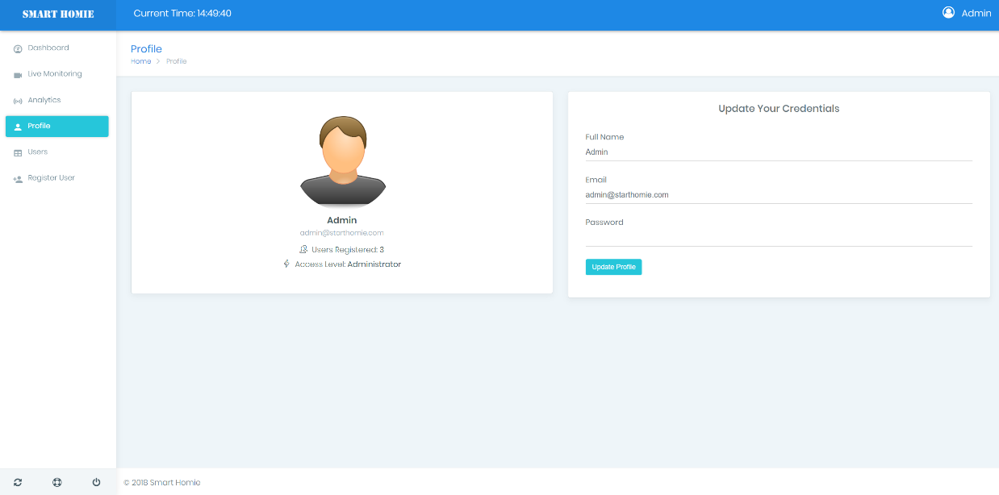 SMART HOMIE
Current Time: 14:49:40
Admin
Dashboard
Live Monitoring
Analytics
Profile
Users
Register User
Profile
Home > Profile
Admin
admin@starthomie.com
Users Registered: 3
Access Level: Administrator
Update Your Credentials
Full Name
Admin
Email
admin@starthomie.com
Password
Update Profile
© 2018 Smart Homie